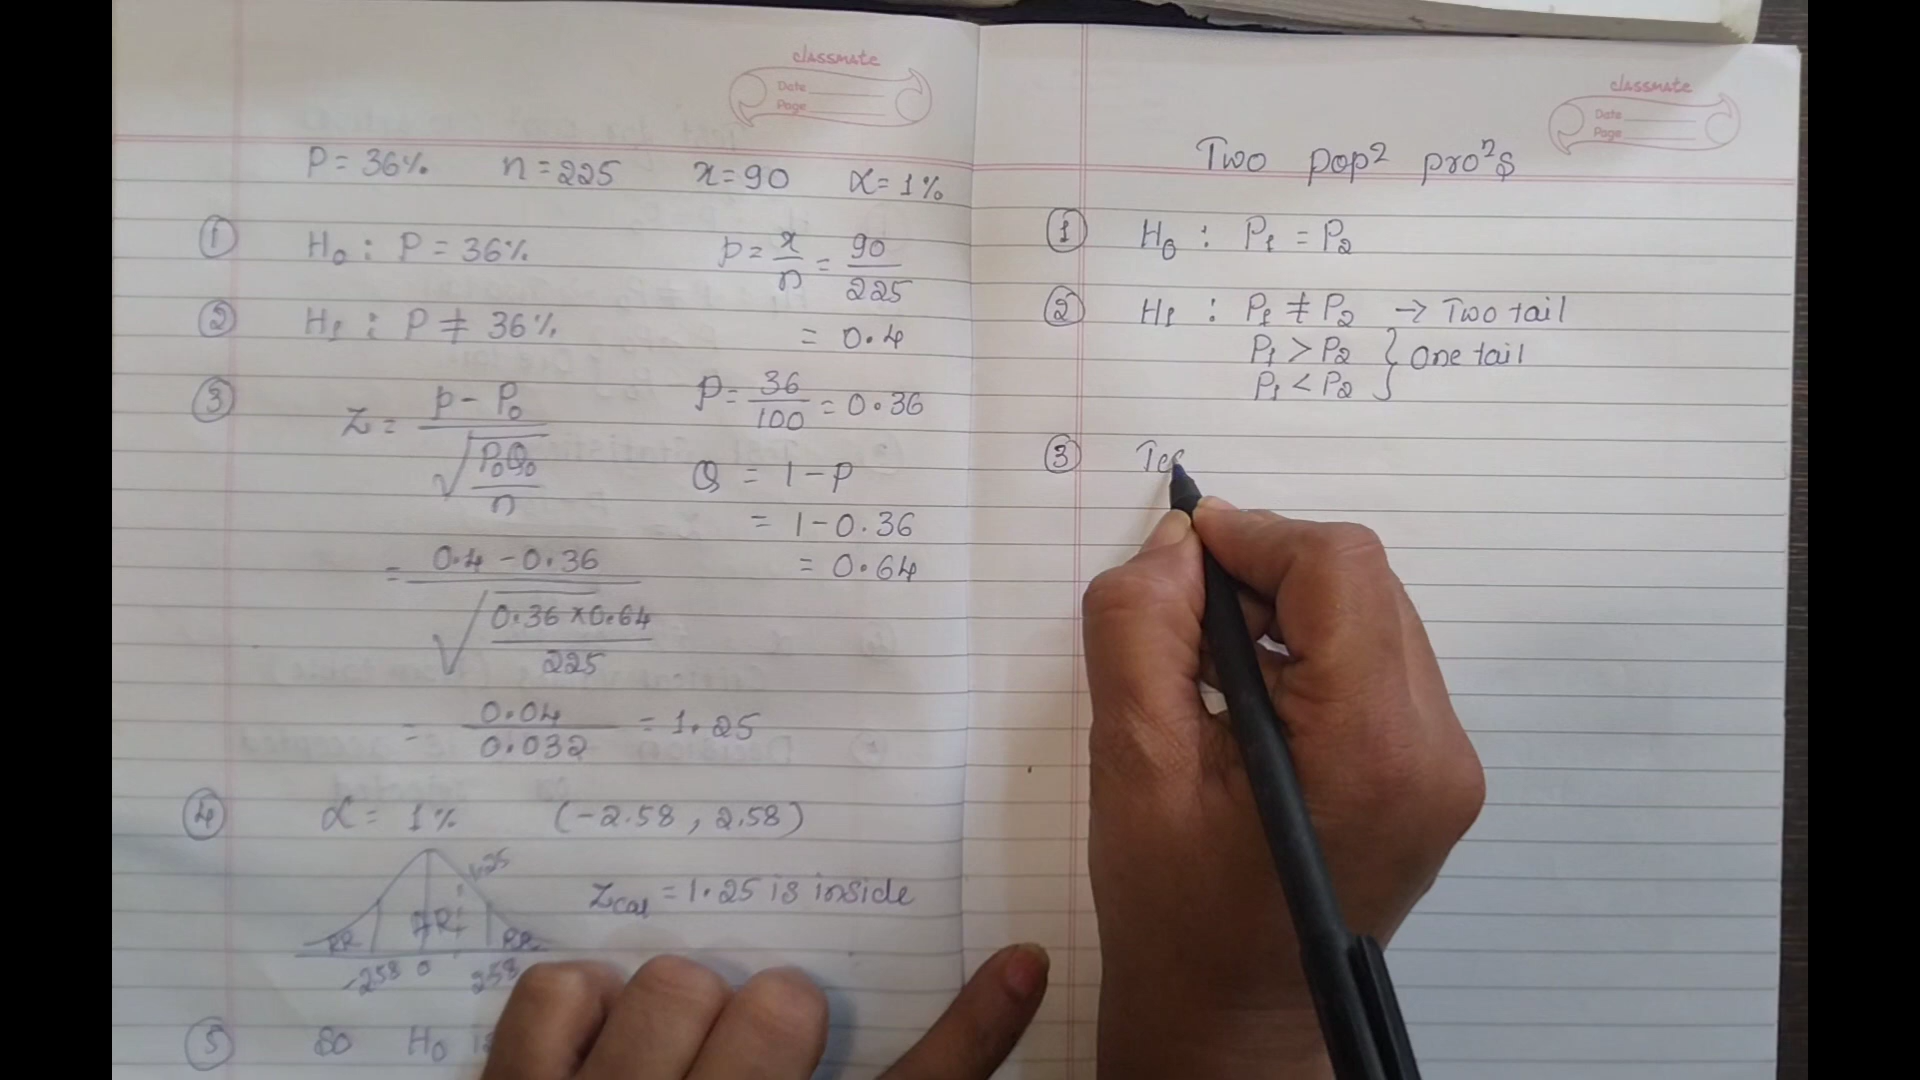 classmate
Date
Page
P = 36% n = 225 x = 90 α = 1%
① H₀ : P = 36% p = x/n = 90/225
② H₁ : P ≠ 36% = 0.4
③ Z = (p - P₀)/√(P₀Q₀/n) P = 36/100 = 0.36
Q = 1 - P
= 1 - 0.36
= 0.64
= (0.4 - 0.36)/√(0.36 × 0.64/225)
= 0.04/0.032 = 1.25
④ α = 1% (-2.58, 2.58)
1.25
Zcal = 1.25 is inside
RR AR RR
-2.58 0 2.58
⑤ So H₀
classmate
Date
Page
Two pop² pro²s
① H₀ : P₁ = P₂
② H₁ : P₁ ≠ P₂ → Two tail
P₁ > P₂ } One tail
P₁ < P₂
③ Tes